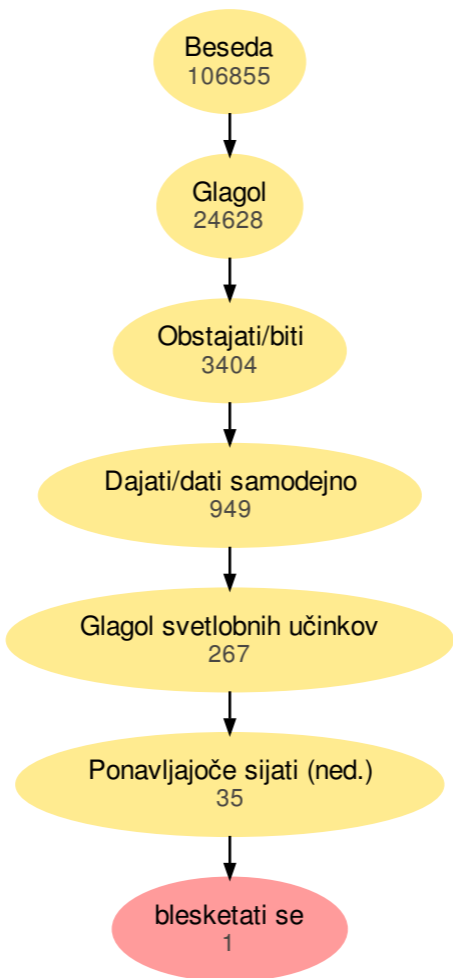 Beseda
106855
Glagol
24628
Obstajati/biti
3404
Dajati/dati samodejno
949
Glagol svetlobnih učinkov
267
Ponavljajoče sijati (ned.)
35
blesketati se
1